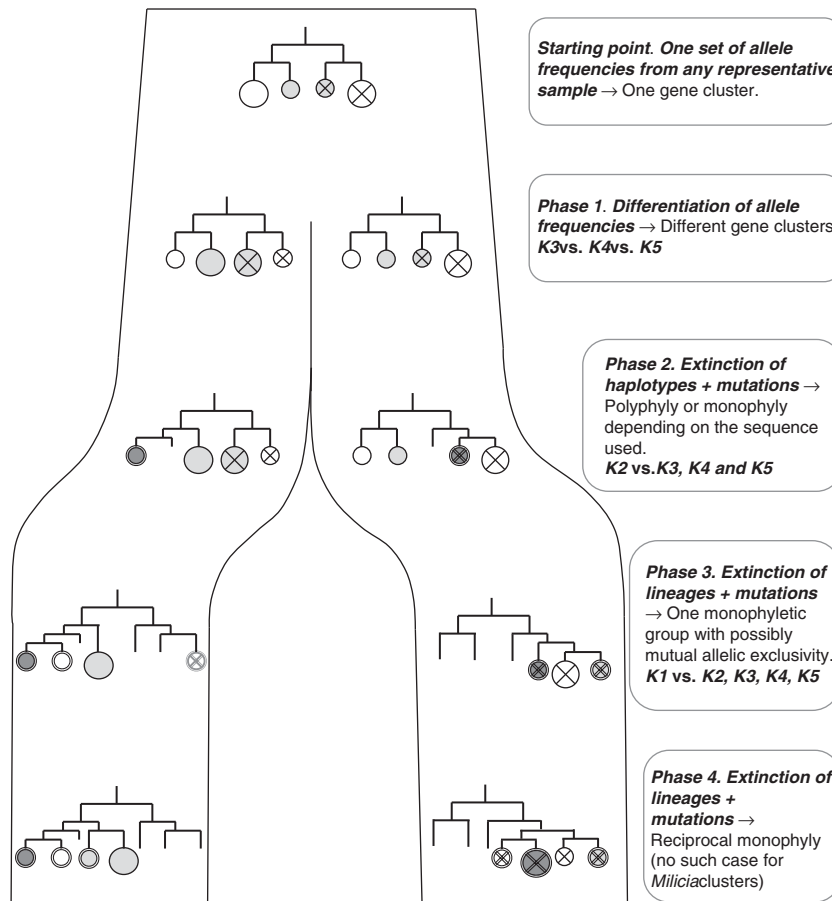 Starting point. One set of allele
frequencies from any representative
sample → One gene cluster.
Phase 1. Differentiation of allele
frequencies → Different gene clusters
K3vs. K4vs. K5
Phase 2. Extinction of
haplotypes + mutations →
Polyphyly or monophyly
depending on the sequence
used.
K2 vs.K3, K4 and K5
Phase 3. Extinction of
lineages + mutations
→ One monophyletic
group with possibly
mutual allelic exclusivity.
K1 vs. K2, K3, K4, K5
Phase 4. Extinction of
lineages +
mutations →
Reciprocal monophyly
(no such case for
Miliciaclusters)